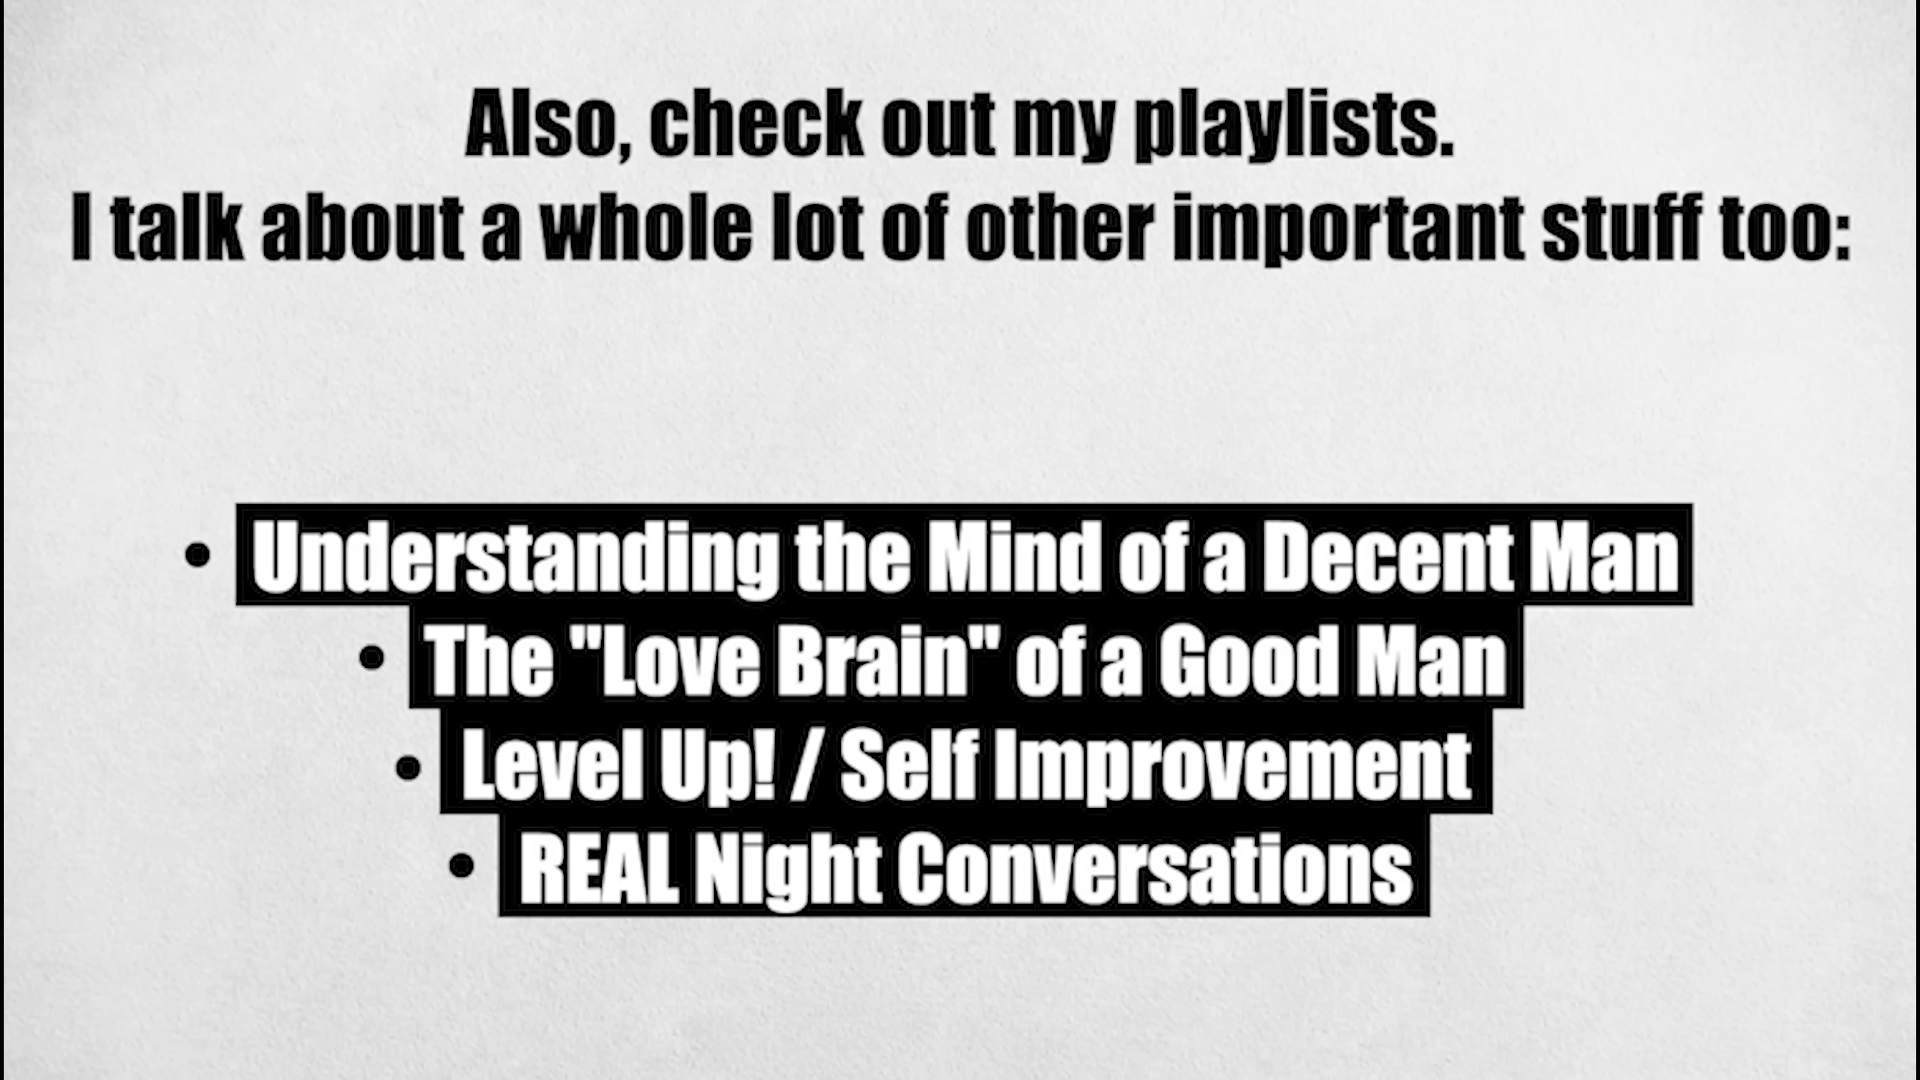 Also, check out my playlists.
I talk about a whole lot of other important stuff too:
• Understanding the Mind of a Decent Man
• The "Love Brain" of a Good Man
• Level Up! / Self Improvement
• REAL Night Conversations